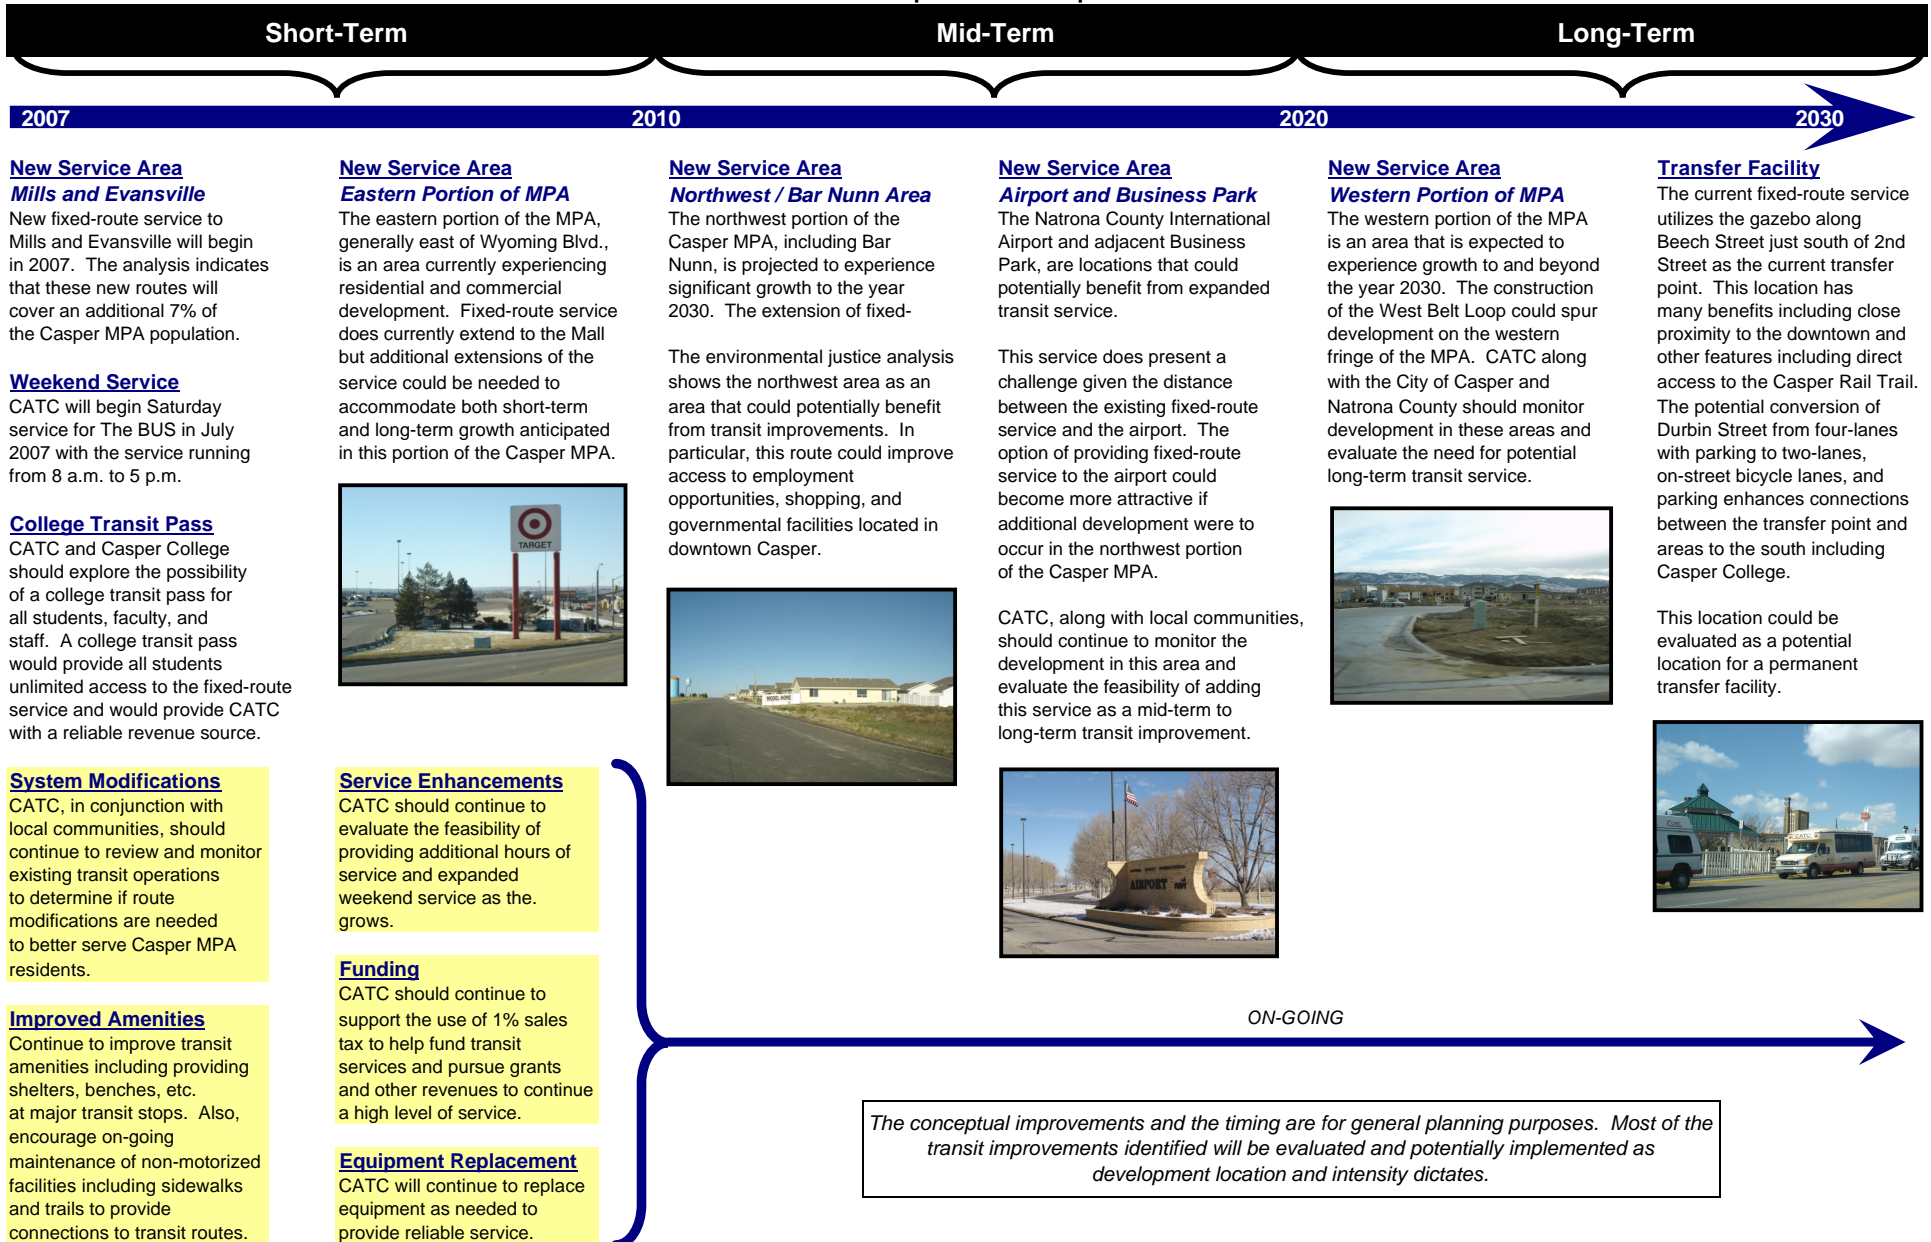 Short-Term
Mid-Term
Long-Term
2007
2010
2020
2030
New Service Area
Mills and Evansville
New fixed-route service to
Mills and Evansville will begin
in 2007.  The analysis indicates
that these new routes will
cover an additional 7% of
the Casper MPA population.
Weekend Service
CATC will begin Saturday
service for The BUS in July
2007 with the service running
from 8 a.m. to 5 p.m.
College Transit Pass
CATC and Casper College
should explore the possibility
of a college transit pass for
all students, faculty, and
staff.  A college transit pass
would provide all students
unlimited access to the fixed-route
service and would provide CATC
with a reliable revenue source.
System Modifications
CATC, in conjunction with
local communities, should
continue to review and monitor
existing transit operations
to determine if route
modifications are needed
to better serve Casper MPA
residents.
Improved Amenities
Continue to improve transit
amenities including providing
shelters, benches, etc.
at major transit stops.  Also,
encourage on-going
maintenance of non-motorized
facilities including sidewalks
and trails to provide
connections to transit routes.
New Service Area
Eastern Portion of MPA
The eastern portion of the MPA,
generally east of Wyoming Blvd.,
is an area currently experiencing
residential and commercial
development.  Fixed-route service
does currently extend to the Mall
but additional extensions of the
service could be needed to
accommodate both short-term
and long-term growth anticipated
in this portion of the Casper MPA.
TARGET
Service Enhancements
CATC should continue to
evaluate the feasibility of
providing additional hours of
service and expanded
weekend service as the.
grows.
Funding
CATC should continue to
support the use of 1% sales
tax to help fund transit
services and pursue grants
and other revenues to continue
a high level of service.
Equipment Replacement
CATC will continue to replace
equipment as needed to
provide reliable service.
New Service Area
Northwest / Bar Nunn Area
The northwest portion of the
Casper MPA, including Bar
Nunn, is projected to experience
significant growth to the year
2030.  The extension of fixed-
The environmental justice analysis
shows the northwest area as an
area that could potentially benefit
from transit improvements.  In
particular, this route could improve
access to employment
opportunities, shopping, and
governmental facilities located in
downtown Casper.
MODEL HOME
New Service Area
Airport and Business Park
The Natrona County International
Airport and adjacent Business
Park, are locations that could
potentially benefit from expanded
transit service.
This service does present a
challenge given the distance
between the existing fixed-route
service and the airport.  The
option of providing fixed-route
service to the airport could
become more attractive if
additional development were to
occur in the northwest portion
of the Casper MPA.
CATC, along with local communities,
should continue to monitor the
development in this area and
evaluate the feasibility of adding
this service as a mid-term to
long-term transit improvement.
AIRPORT
New Service Area
Western Portion of MPA
The western portion of the MPA
is an area that is expected to
experience growth to and beyond
the year 2030.  The construction
of the West Belt Loop could spur
development on the western
fringe of the MPA.  CATC along
with the City of Casper and
Natrona County should monitor
development in these areas and
evaluate the need for potential
long-term transit service.
Transfer Facility
The current fixed-route service
utilizes the gazebo along
Beech Street just south of 2nd
Street as the current transfer
point.  This location has
many benefits including close
proximity to the downtown and
other features including direct
access to the Casper Rail Trail.
The potential conversion of
Durbin Street from four-lanes
with parking to two-lanes,
on-street bicycle lanes, and
parking enhances connections
between the transfer point and
areas to the south including
Casper College.
This location could be
evaluated as a potential
location for a permanent
transfer facility.
CATC
ON-GOING
The conceptual improvements and the timing are for general planning purposes.  Most of the
transit improvements identified will be evaluated and potentially implemented as
development location and intensity dictates.